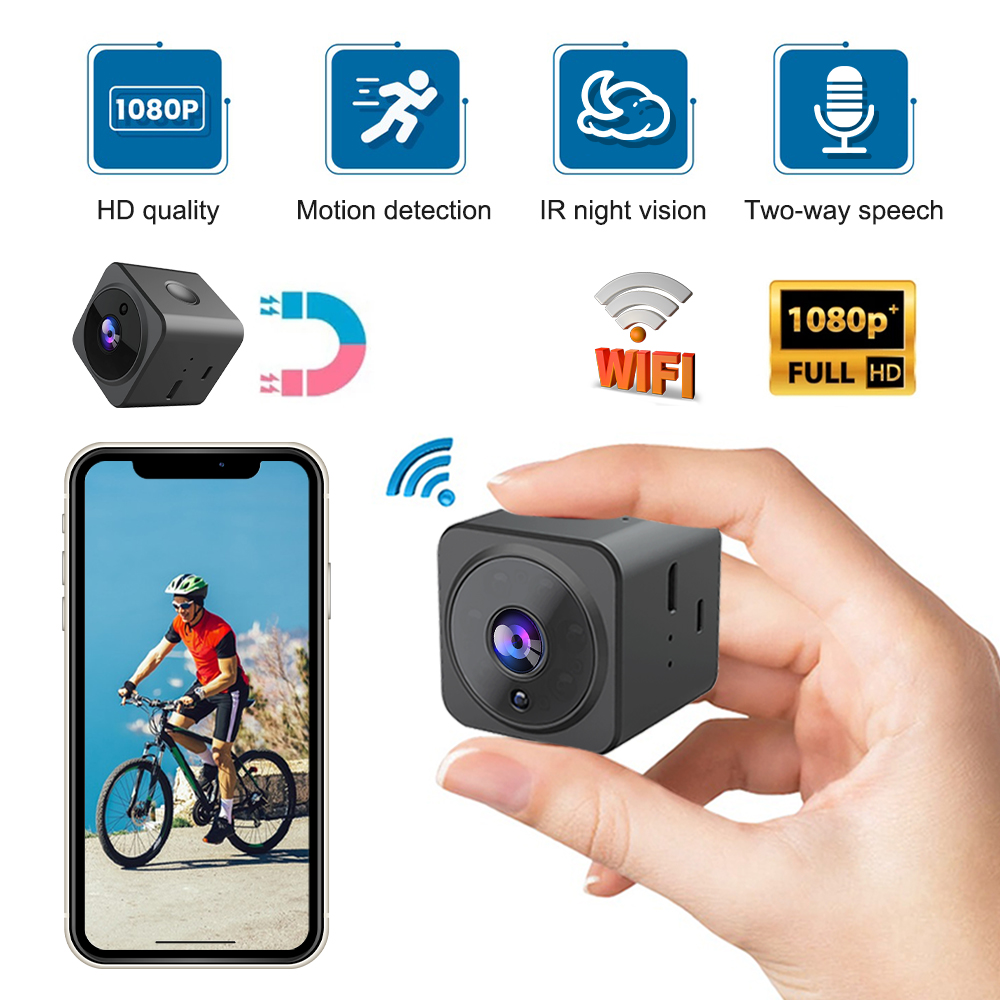 1080P
HD quality
Motion detection
IR night vision
Two-way speech
WIFI
1080p+
FULL HD